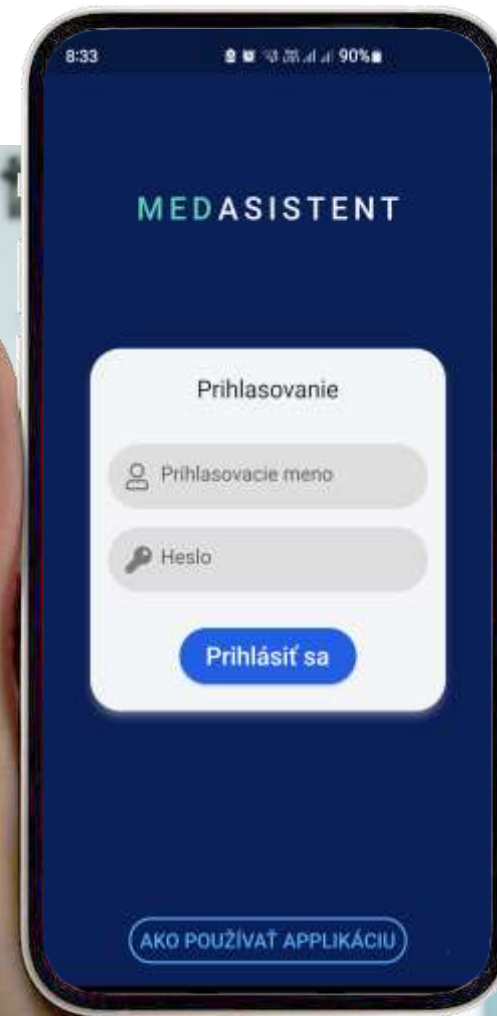 8:33
90%
MEDASISTENT
Prihlasovanie
Prihlasovacie meno
Heslo
Prihlásiť sa
AKO POUŽÍVAŤ APPLIKÁCIU